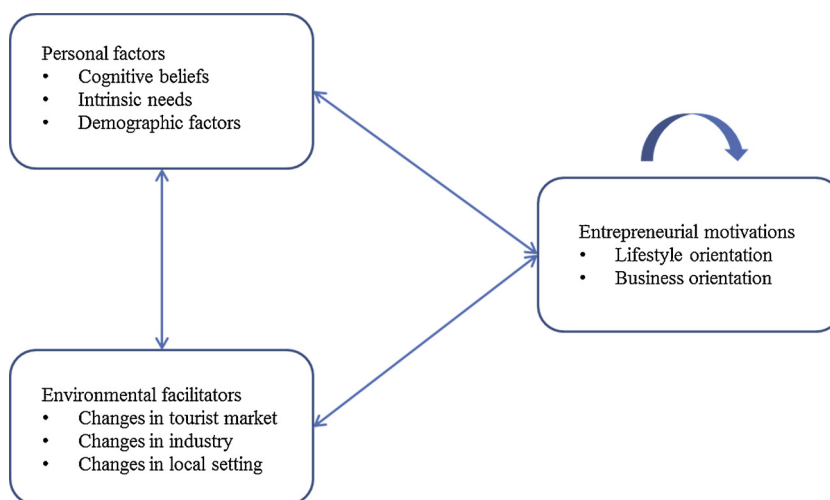 Personal factors
• Cognitive beliefs
• Intrinsic needs
• Demographic factors
Entrepreneurial motivations
• Lifestyle orientation
• Business orientation
Environmental facilitators
• Changes in tourist market
• Changes in industry
• Changes in local setting